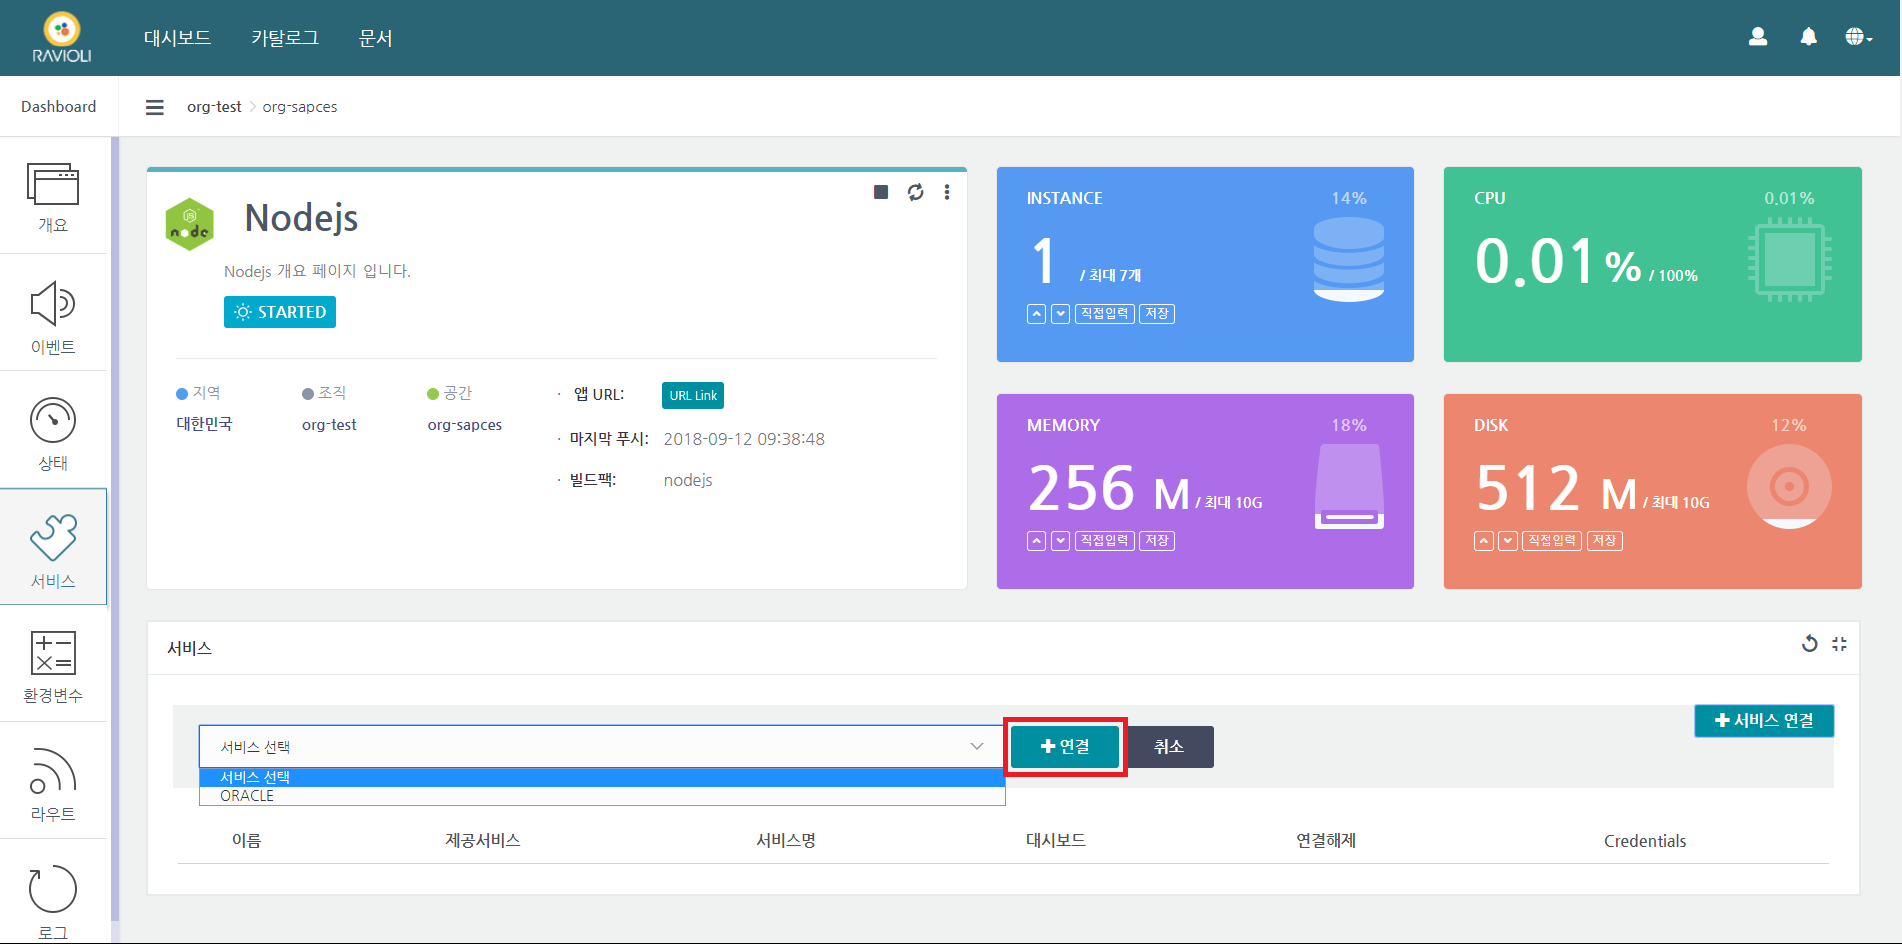 RAVIOLI
대시보드 카탈로그 문서
Dashboard
org-test > org-sapces
개요
이벤트
상태
서비스
환경변수
라우트
로그
JS
node
Nodejs
Nodejs 개요 페이지 입니다.
STARTED
지역 조직 공간
대한민국 org-test org-sapces
· 앱 URL: URL Link
· 마지막 푸시: 2018-09-12 09:38:48
· 빌드팩: nodejs
INSTANCE 14%
1 / 최대 7개
직접입력 저장
CPU 0.01%
0.01 % / 100%
MEMORY 18%
256 M / 최대 10G
직접입력 저장
DISK 12%
512 M / 최대 10G
직접입력 저장
서비스
서비스 연결
서비스 선택 연결 취소
서비스 선택
ORACLE
이름 제공서비스 서비스명 대시보드 연결해제 Credentials